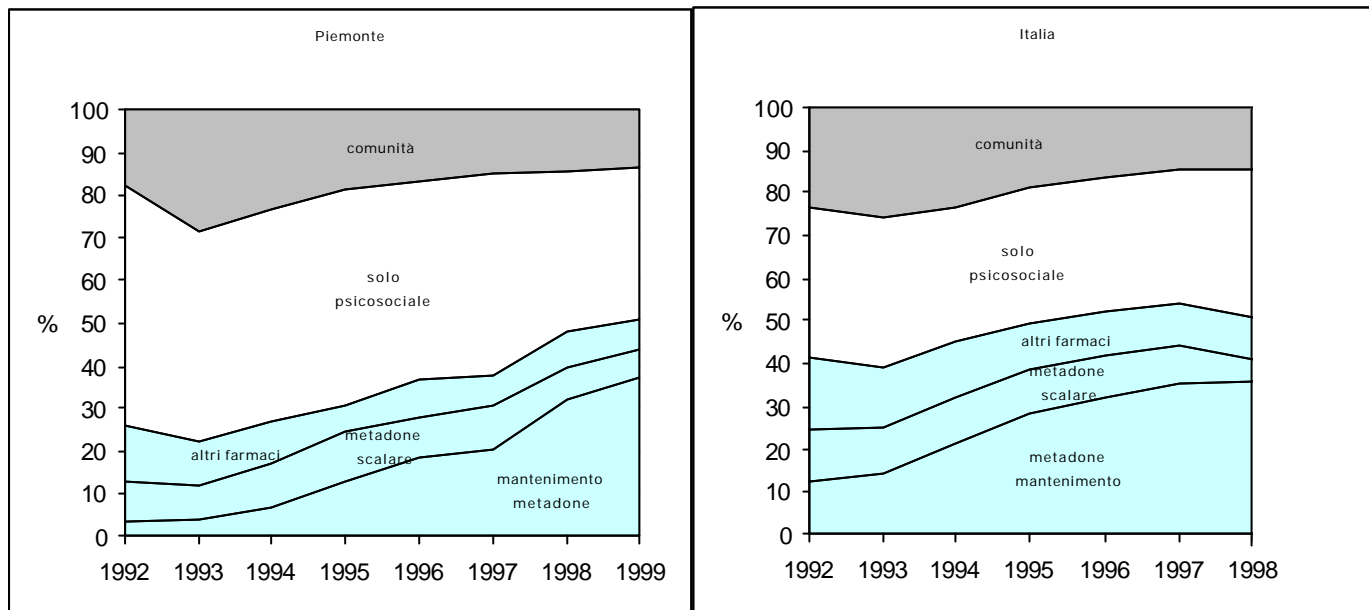 Piemonte
100
90
80
70
60
50
40
30
20
10
0
%
comunità
solo
psicosociale
altri farmaci
metadone
scalare
mantenimento
metadone
1992 1993 1994 1995 1996 1997 1998 1999
Italia
100
90
80
70
60
50
40
30
20
10
0
%
comunità
solo
psicosociale
altri farmaci
metadone
scalare
metadone
mantenimento
1992 1993 1994 1995 1996 1997 1998